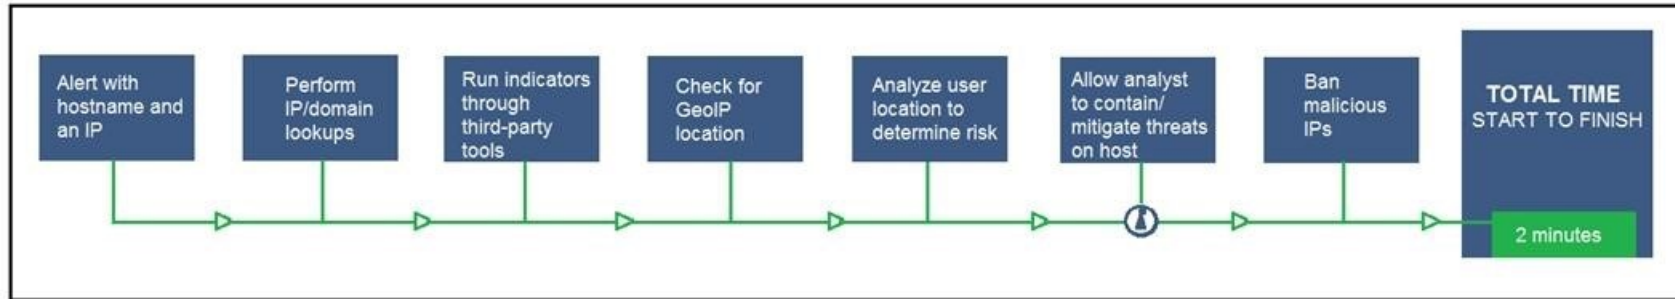 Alert with
hostname and
an IP
Perform
IP/domain
lookups
Run indicators
through
third-party
tools
Check for
GeoIP
location
Analyze user
location to
determine risk
Allow analyst
to contain/
mitigate threats
on host
Ban
malicious
IPs
TOTAL TIME
START TO FINISH
2 minutes